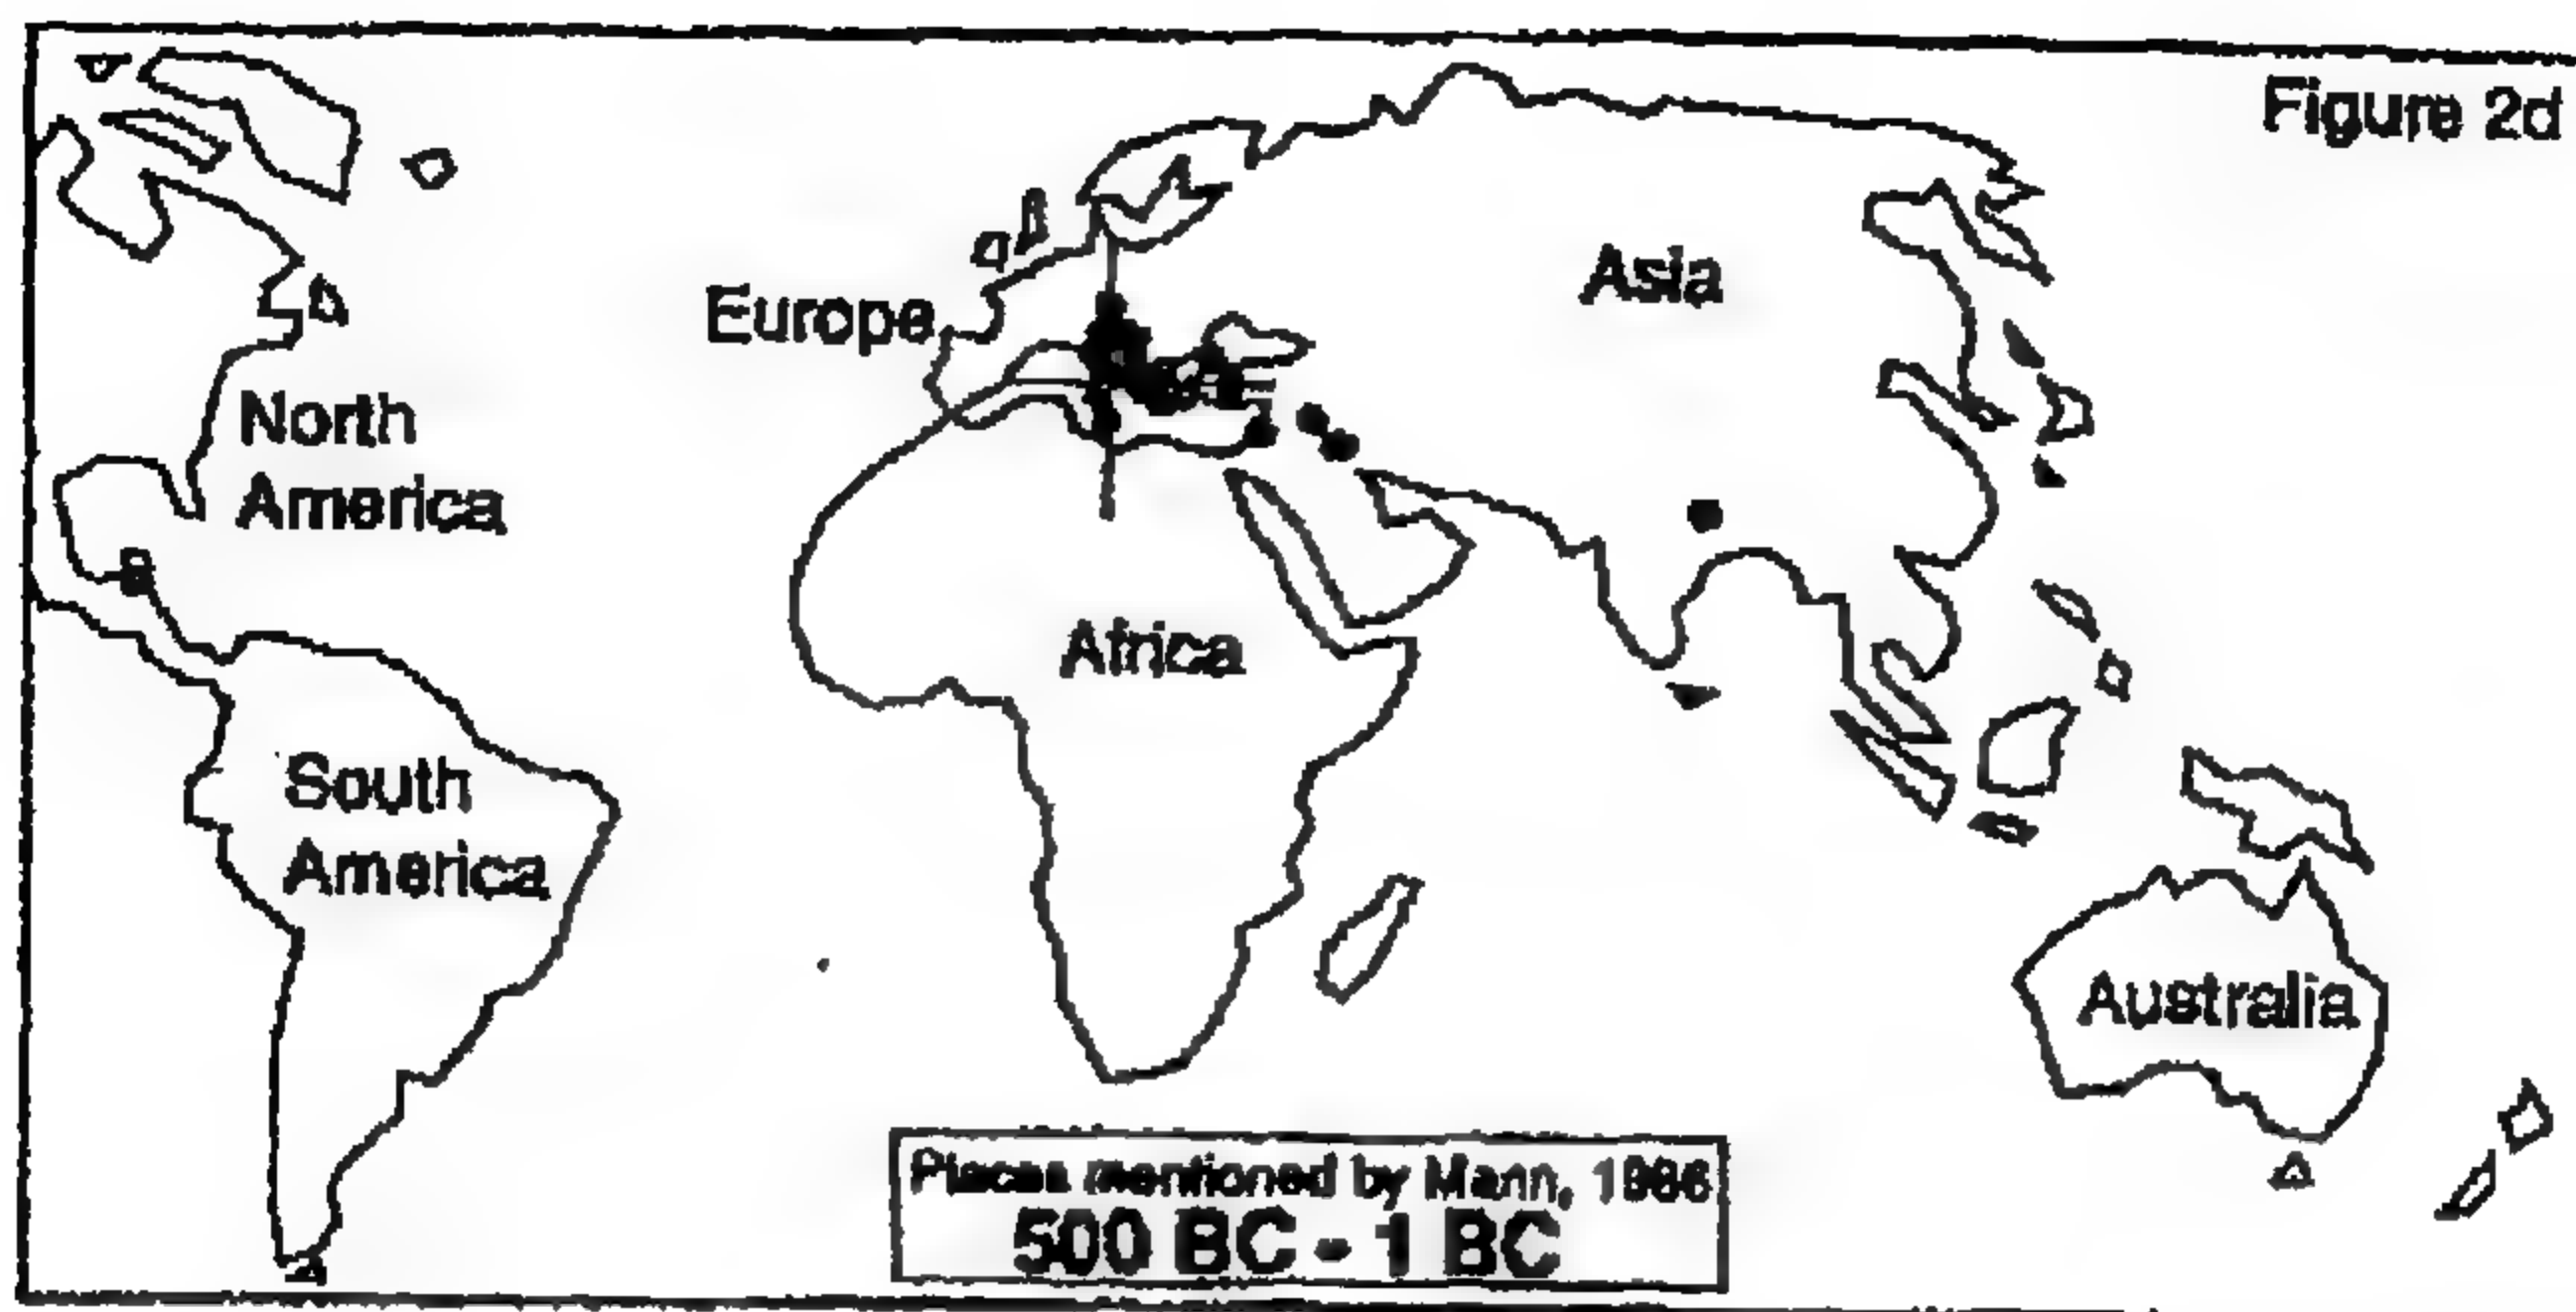 Figure 2d
Europe
Asia
North
America
Africa
South
America
Australia
Places mentioned by Mann, 1986
500 BC - 1 BC